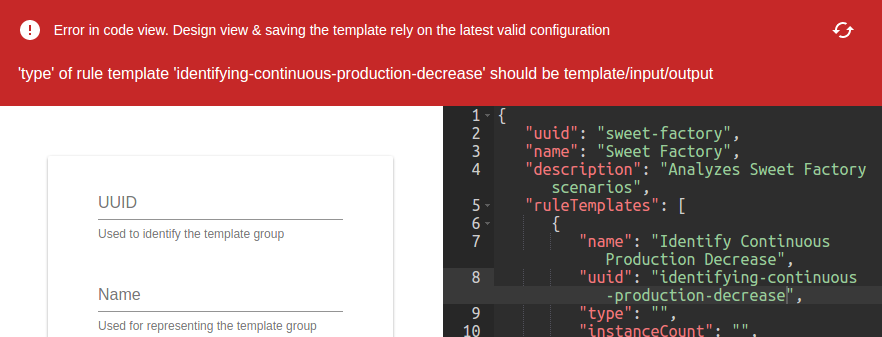 Error in code view. Design view & saving the template rely on the latest valid configuration
'type' of rule template 'identifying-continuous-production-decrease' should be template/input/output
UUID
Used to identify the template group
Name
Used for representing the template group
1 {
2 "uuid": "sweet-factory",
3 "name": "Sweet Factory",
4 "description": "Analyzes Sweet Factory
scenarios",
5 "ruleTemplates": [
6 {
7 "name": "Identify Continuous
Production Decrease",
8 "uuid": "identifying-continuous
-production-decrease",
9 "type": "",
10 "instanceCount": "",